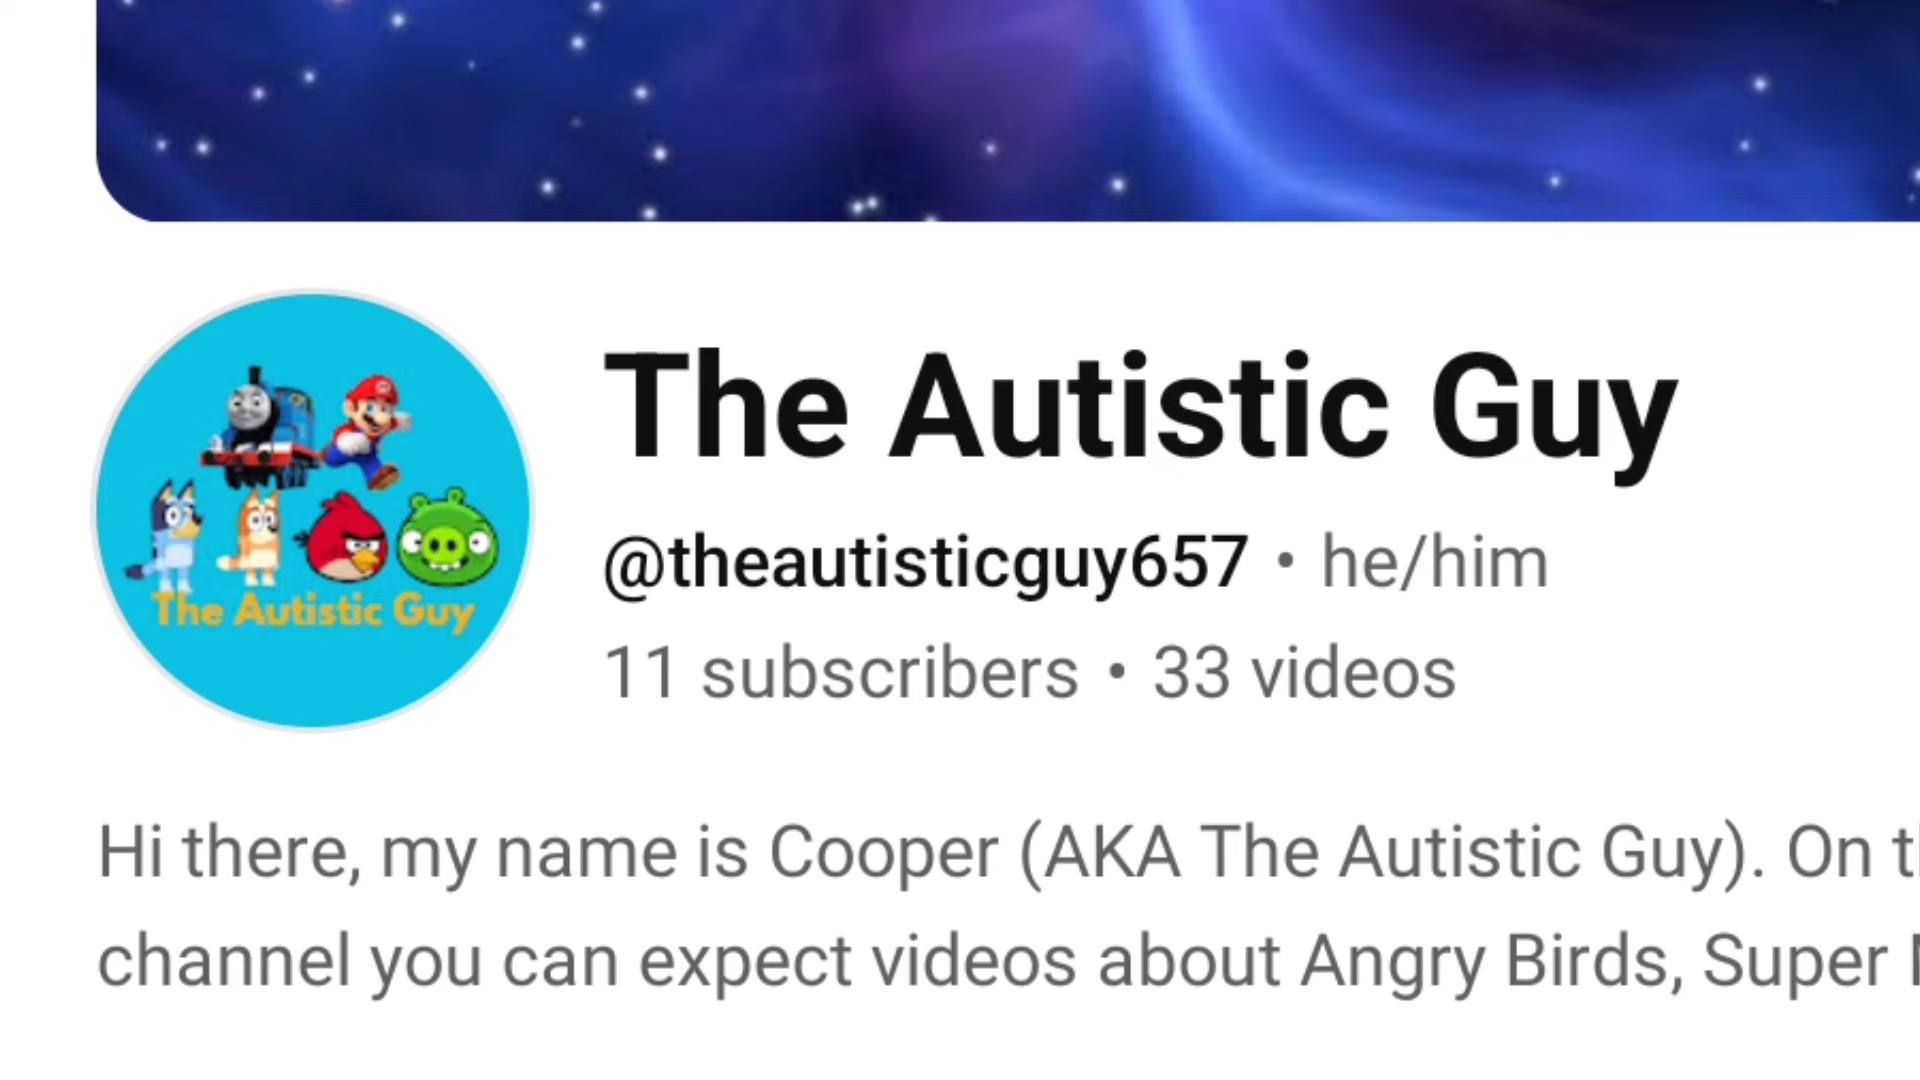 The Autistic Guy
The Autistic Guy
@theautisticguy657 • he/him
11 subscribers • 33 videos
Hi there, my name is Cooper (AKA The Autistic Guy). On
channel you can expect videos about Angry Birds, Super